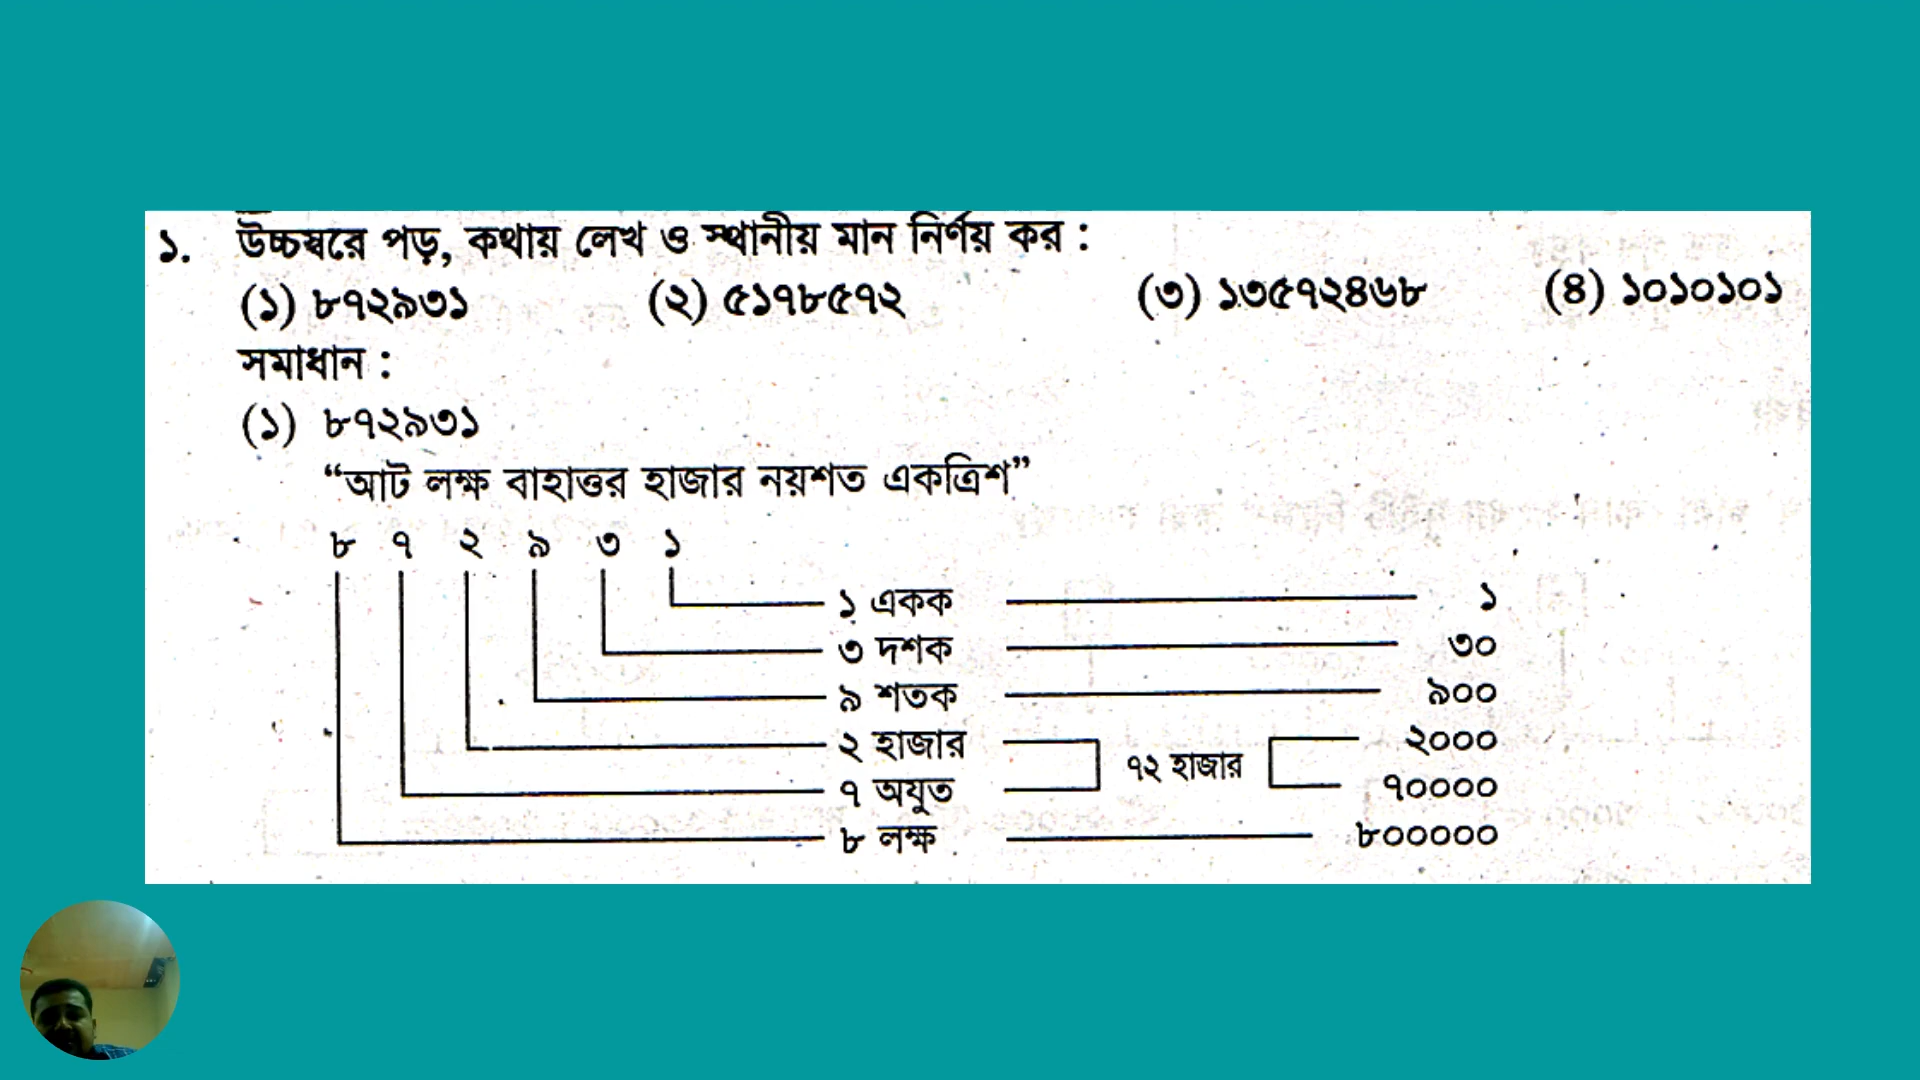 ১. উচ্চস্বরে পড়, কথায় লেখ ও স্থানীয় মান নির্ণয় কর :
(১) ৮৭২৯৩১ (২) ৫১৭৮৫৭২ (৩) ১৩৫৭২৪৬৮ (৪) ১০১০১০১
সমাধান :
(১) ৮৭২৯৩১
“আট লক্ষ বাহাত্তর হাজার নয়শত একত্রিশ”
৮ ৭ ২ ৯ ৩ ১
১ একক ১
৩ দশক ৩০
৯ শতক ৯০০
২ হাজার ২০০০
৭২ হাজার
৭ অযুত ৭০০০০
৮ লক্ষ ৮০০০০০